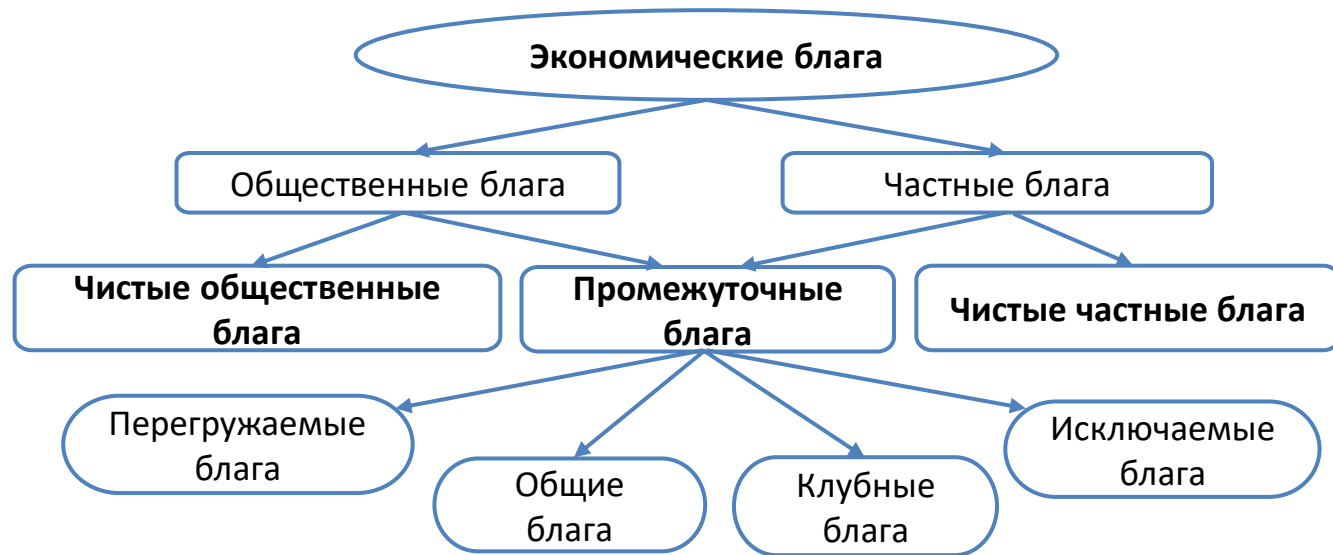 Экономические блага
Общественные блага
Частные блага
Чистые общественные
блага
Промежуточные
блага
Чистые частные блага
Перегружаемые
блага
Общие
блага
Клубные
блага
Исключаемые
блага